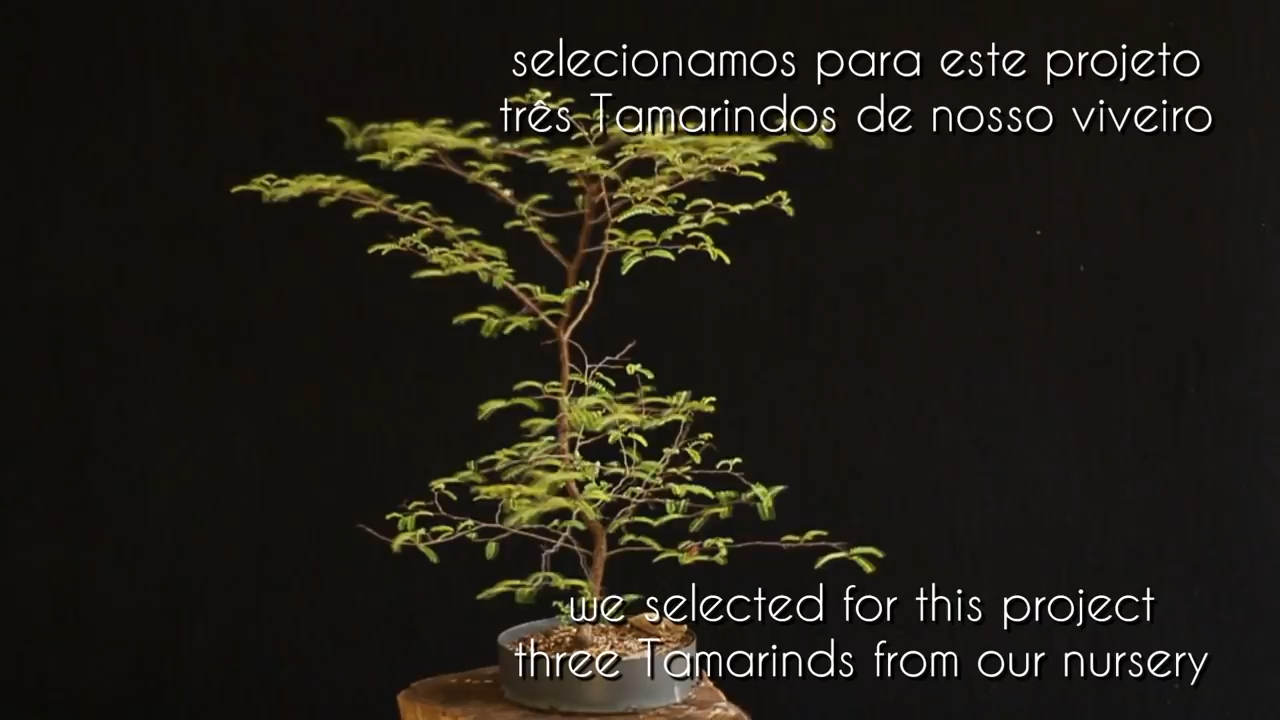 selecionamos para este projeto
três Tamarindos de nosso viveiro
we selected for this project
three Tamarinds from our nursery